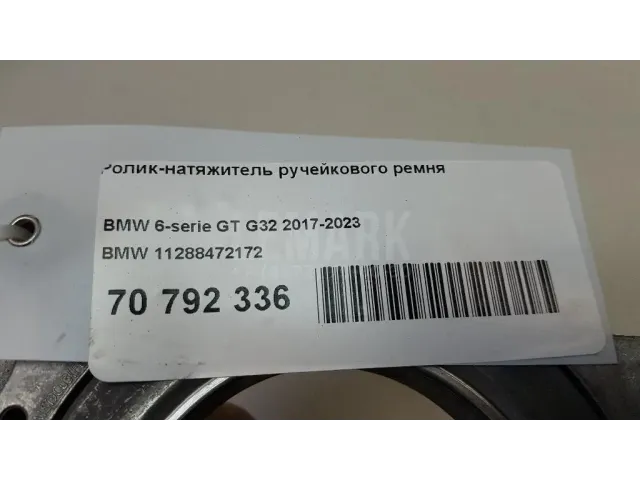 Ролик-натяжитель ручейкового ремня
BMW 6-serie GT G32 2017-2023
BMW 11288472172
70 792 336